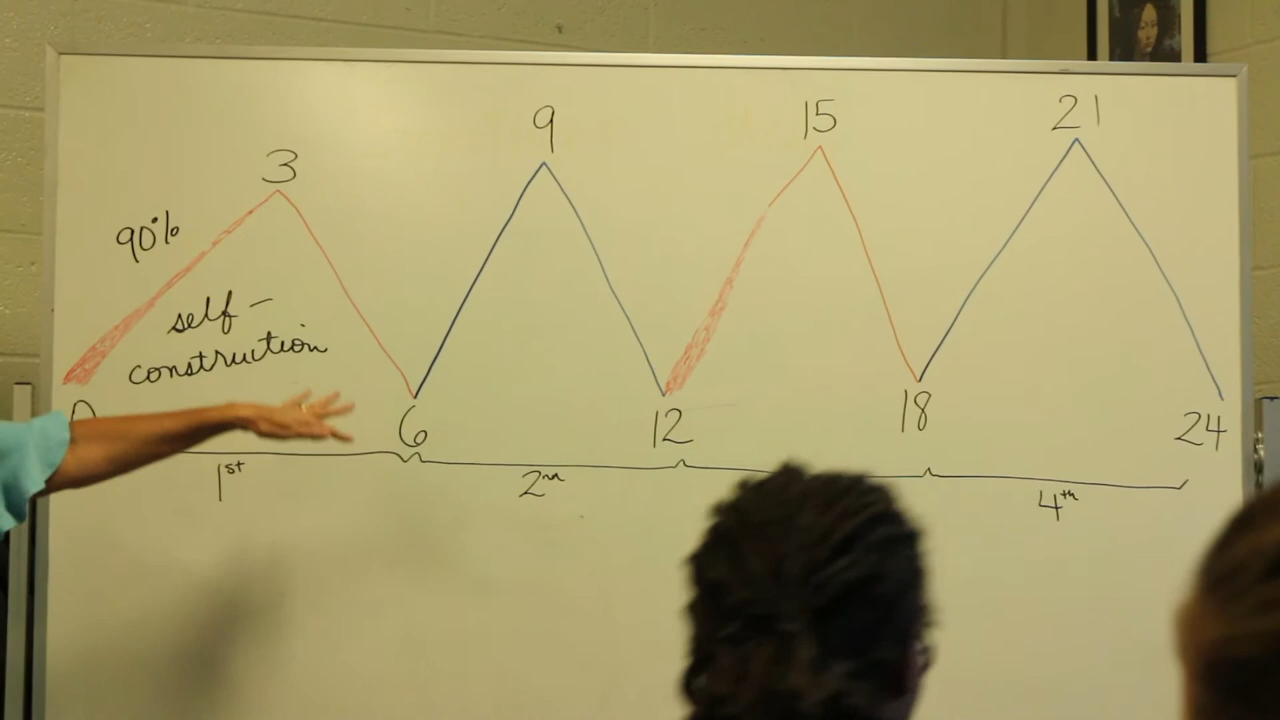 3
9
15
21
90%
self-
construction
6
12
18
24
1st
2nd
4th